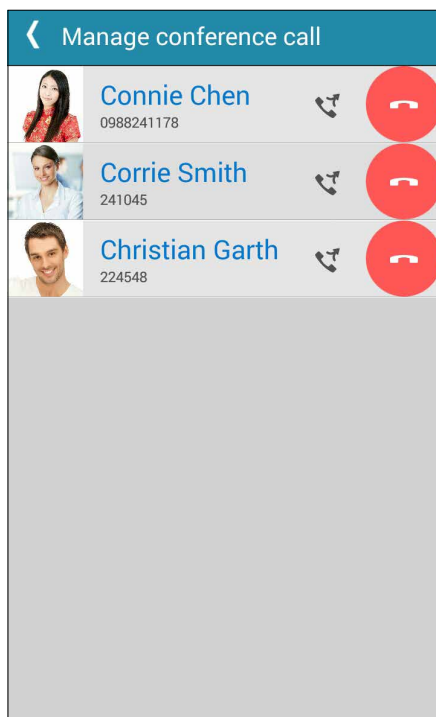 Manage conference call
Connie Chen
0988241178
Corrie Smith
241045
Christian Garth
224548